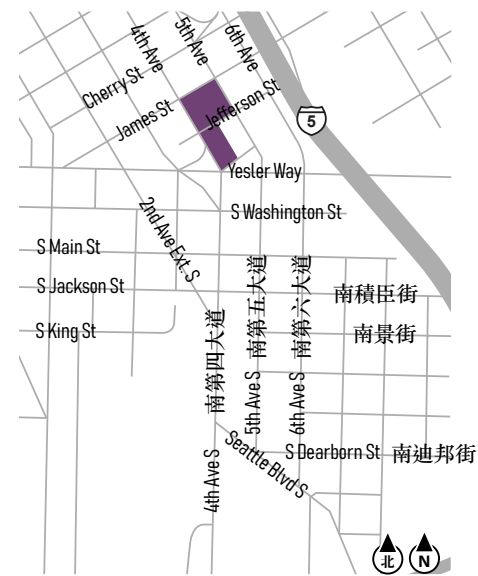 4th Ave
5th Ave
6th Ave
Cherry St
James St
Jefferson St
5
Yesler Way
S Washington St
2nd Ave Ext. S
S Main St
S Jackson St
南積臣街
S King St
南景街
南第四大道
南第五大道
南第六大道
5th Ave S
6th Ave S
4th Ave S
Seattle Blvd S
S Dearborn St 南迪邦街
北 N